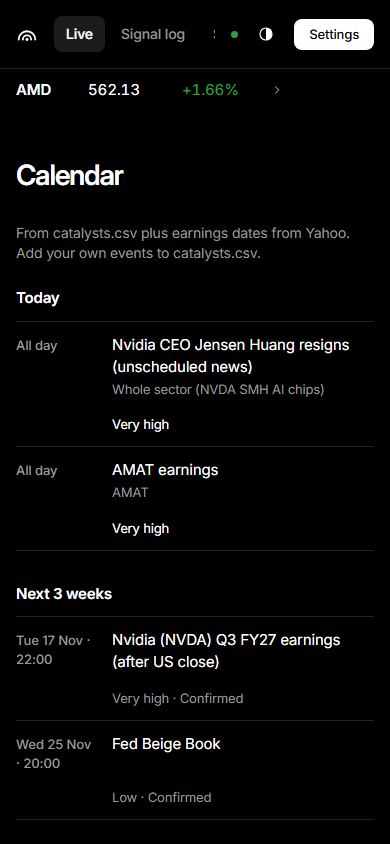 Live
Signal log
Settings
AMD 562.13 +1.66%
Calendar
From catalysts.csv plus earnings dates from Yahoo.
Add your own events to catalysts.csv.
Today
All day
Nvidia CEO Jensen Huang resigns
(unscheduled news)
Whole sector (NVDA SMH AI chips)
Very high
All day
AMAT earnings
AMAT
Very high
Next 3 weeks
Tue 17 Nov ·
22:00
Nvidia (NVDA) Q3 FY27 earnings
(after US close)
Very high · Confirmed
Wed 25 Nov
· 20:00
Fed Beige Book
Low · Confirmed